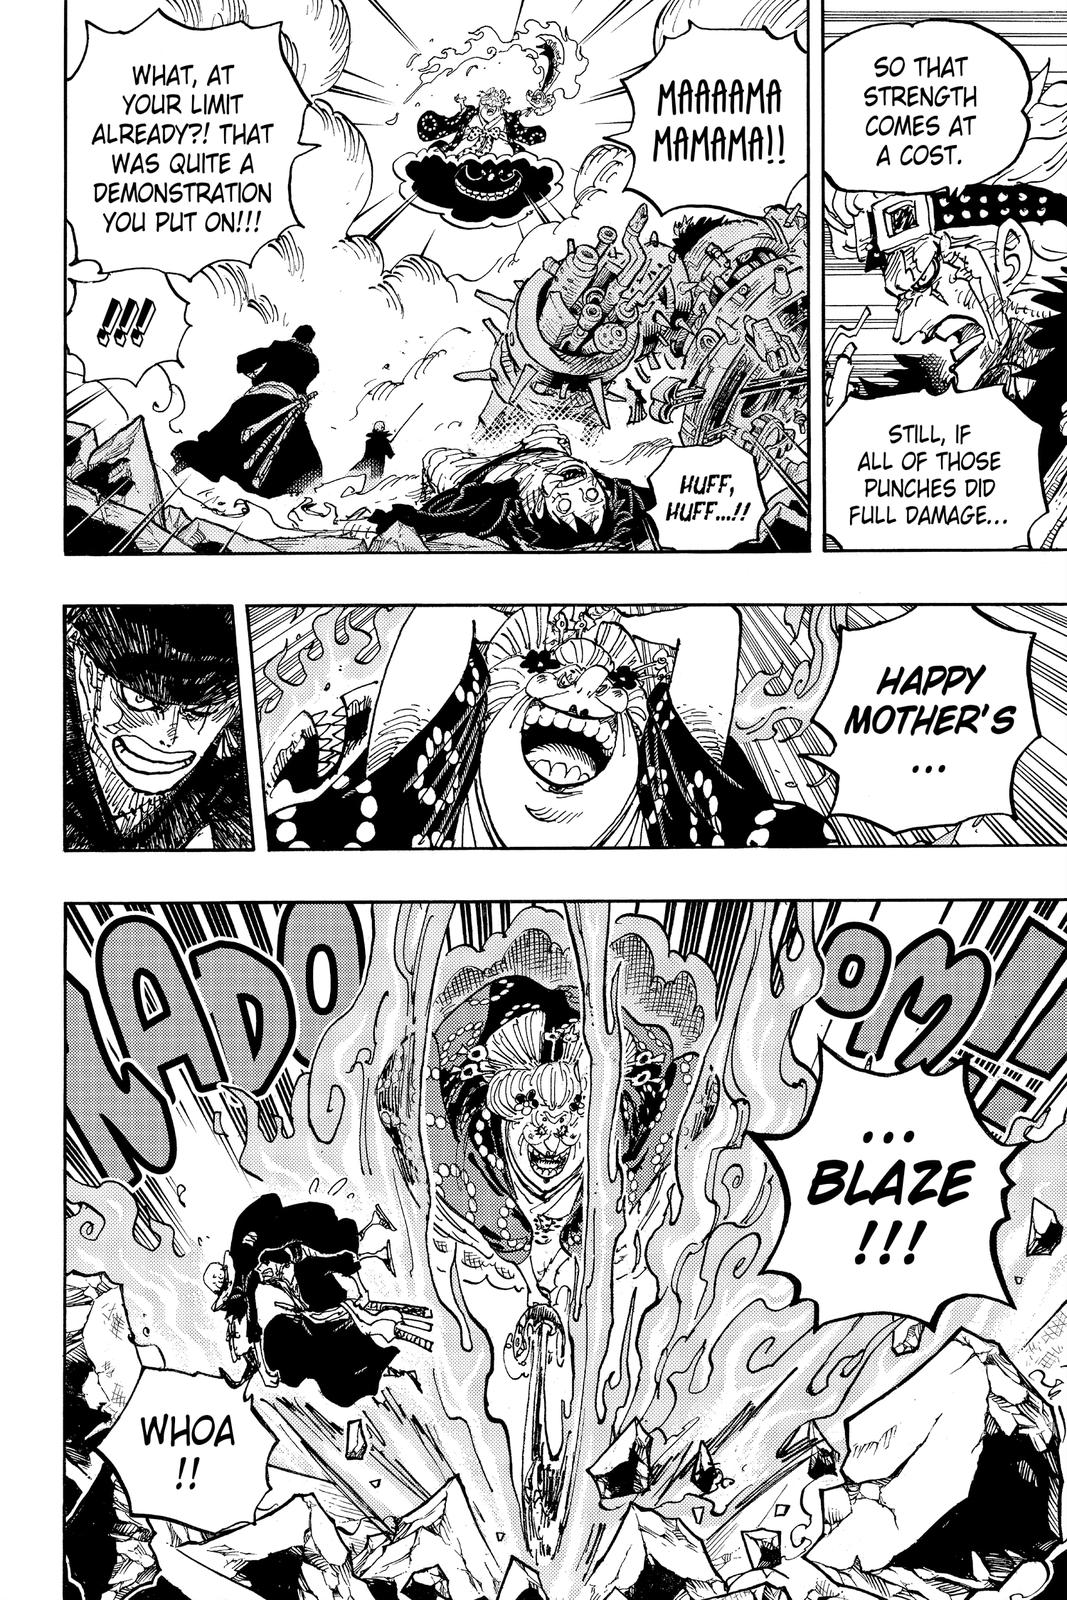 WHAT, AT
YOUR LIMIT
ALREADY?! THAT
WAS QUITE A
DEMONSTRATION
YOU PUT ON!!!
MAAAAMA
MAMAMA!!
!!!
HUFF,
HUFF...!!
SO THAT
STRENGTH
COMES AT
A COST.
STILL, IF
ALL OF THOSE
PUNCHES DID
FULL DAMAGE...
HAPPY
MOTHER'S
...
...
BLAZE
!!!
WHOA
!!